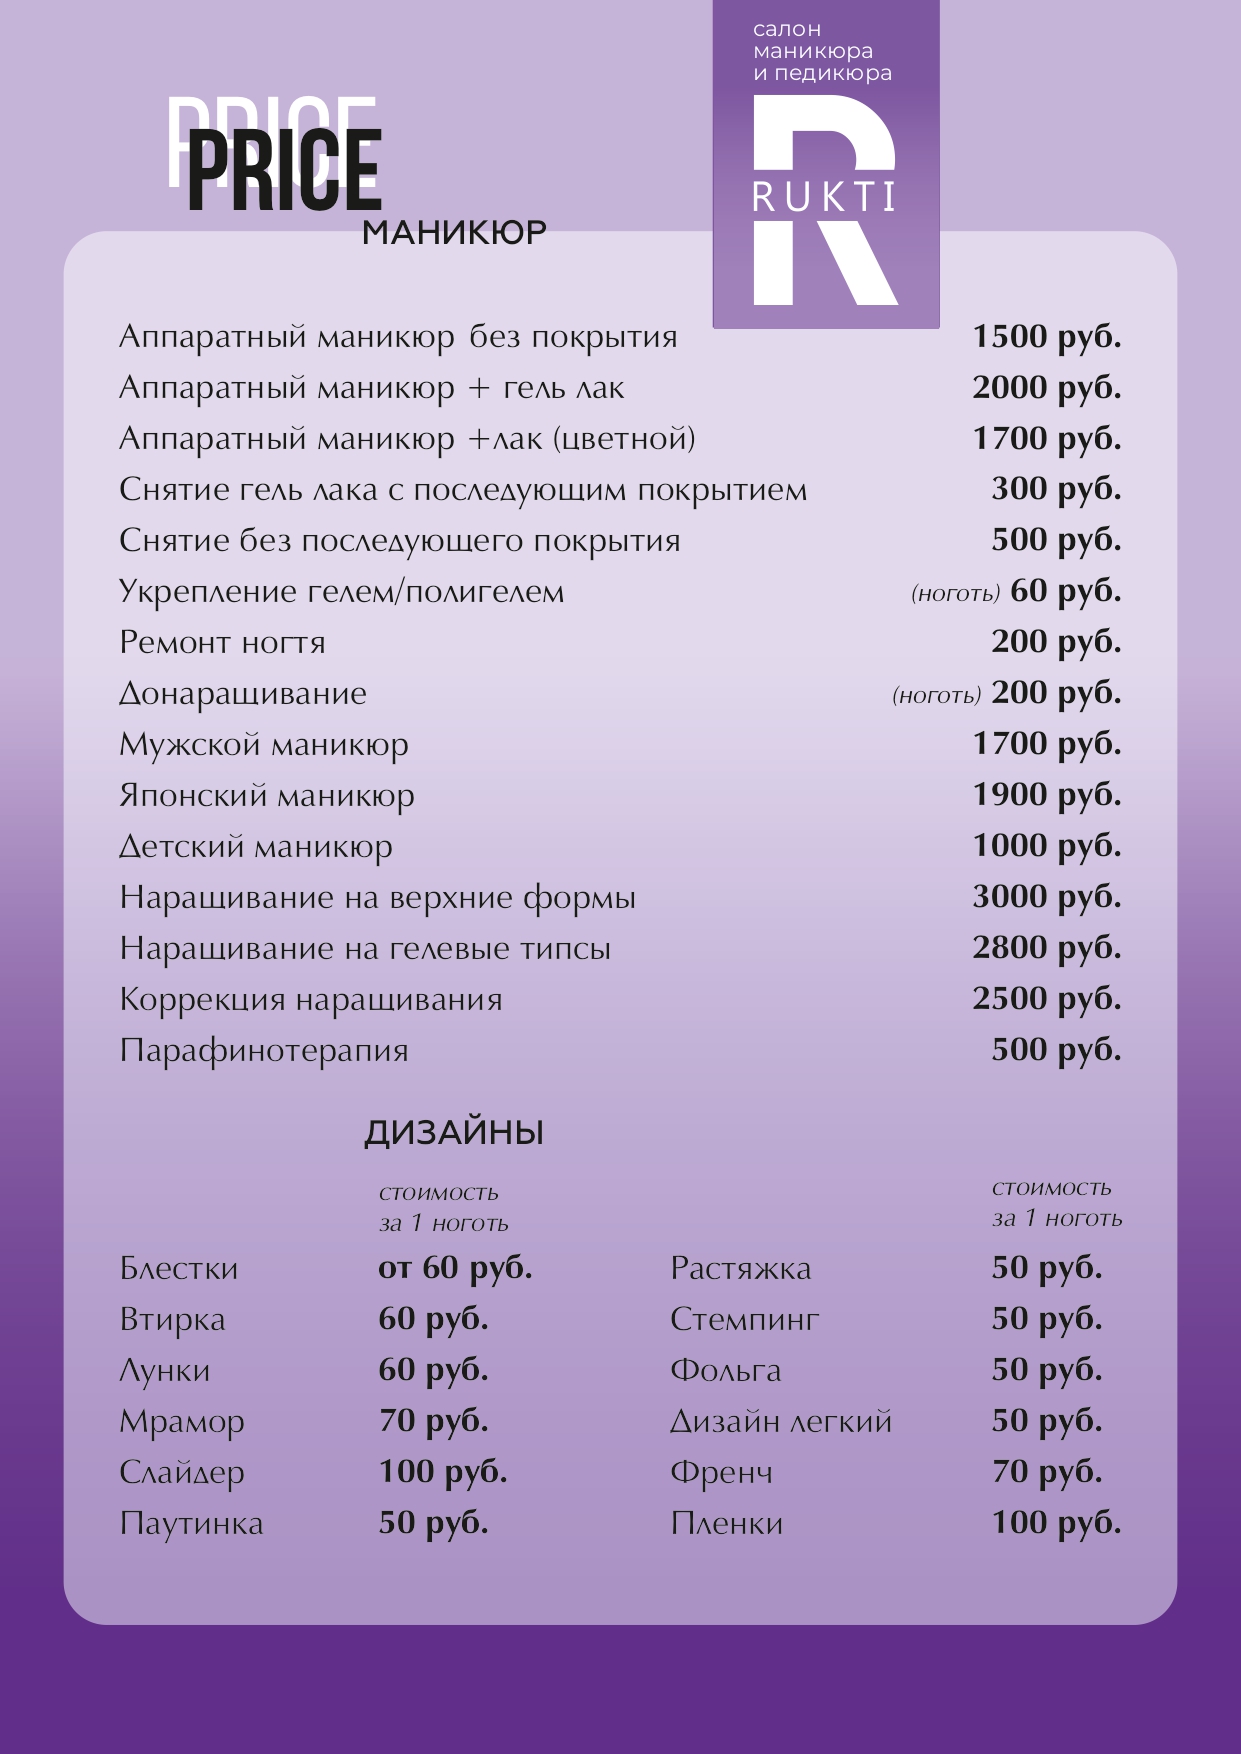 салон
маникюра
и педикюра
RUKTI
PRICE
PRICE
МАНИКЮР
Аппаратный маникюр без покрытия 1500 руб.
Аппаратный маникюр + гель лак 2000 руб.
Аппаратный маникюр +лак (цветной) 1700 руб.
Снятие гель лака с последующим покрытием 300 руб.
Снятие без последующего покрытия 500 руб.
Укрепление гелем/полигелем (ноготь) 60 руб.
Ремонт ногтя 200 руб.
Донаращивание (ноготь) 200 руб.
Мужской маникюр 1700 руб.
Японский маникюр 1900 руб.
Детский маникюр 1000 руб.
Наращивание на верхние формы 3000 руб.
Наращивание на гелевые типсы 2800 руб.
Коррекция наращивания 2500 руб.
Парафинотерапия 500 руб.
ДИЗАЙНЫ
стоимость стоимость
за 1 ноготь за 1 ноготь
Блестки от 60 руб. Растяжка 50 руб.
Втирка 60 руб. Стемпинг 50 руб.
Лунки 60 руб. Фольга 50 руб.
Мрамор 70 руб. Дизайн легкий 50 руб.
Слайдер 100 руб. Френч 70 руб.
Паутинка 50 руб. Пленки 100 руб.